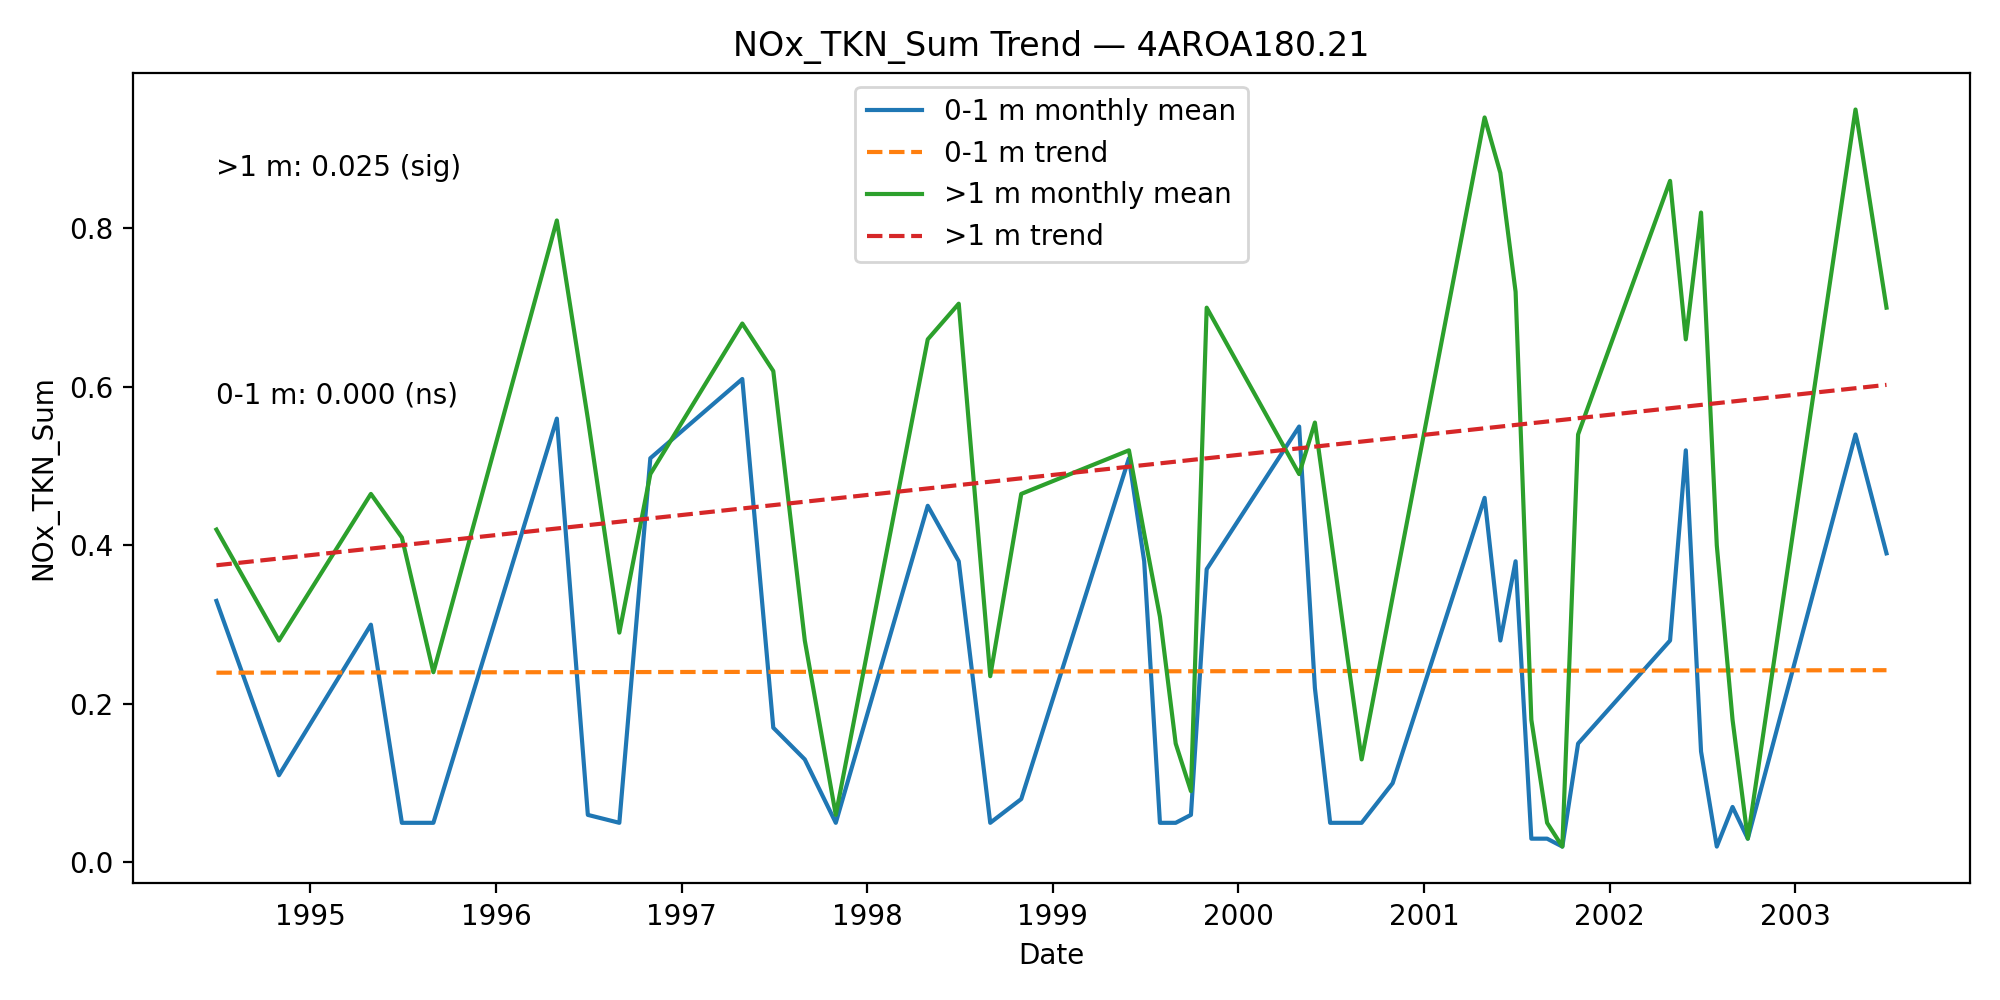 NOx_TKN_Sum Trend — 4AROA180.21
0-1 m monthly mean
0-1 m trend
>1 m monthly mean
>1 m trend
>1 m: 0.025 (sig)
0-1 m: 0.000 (ns)
NOx_TKN_Sum
0.8
0.6
0.4
0.2
0.0
1995 1996 1997 1998 1999 2000 2001 2002 2003
Date